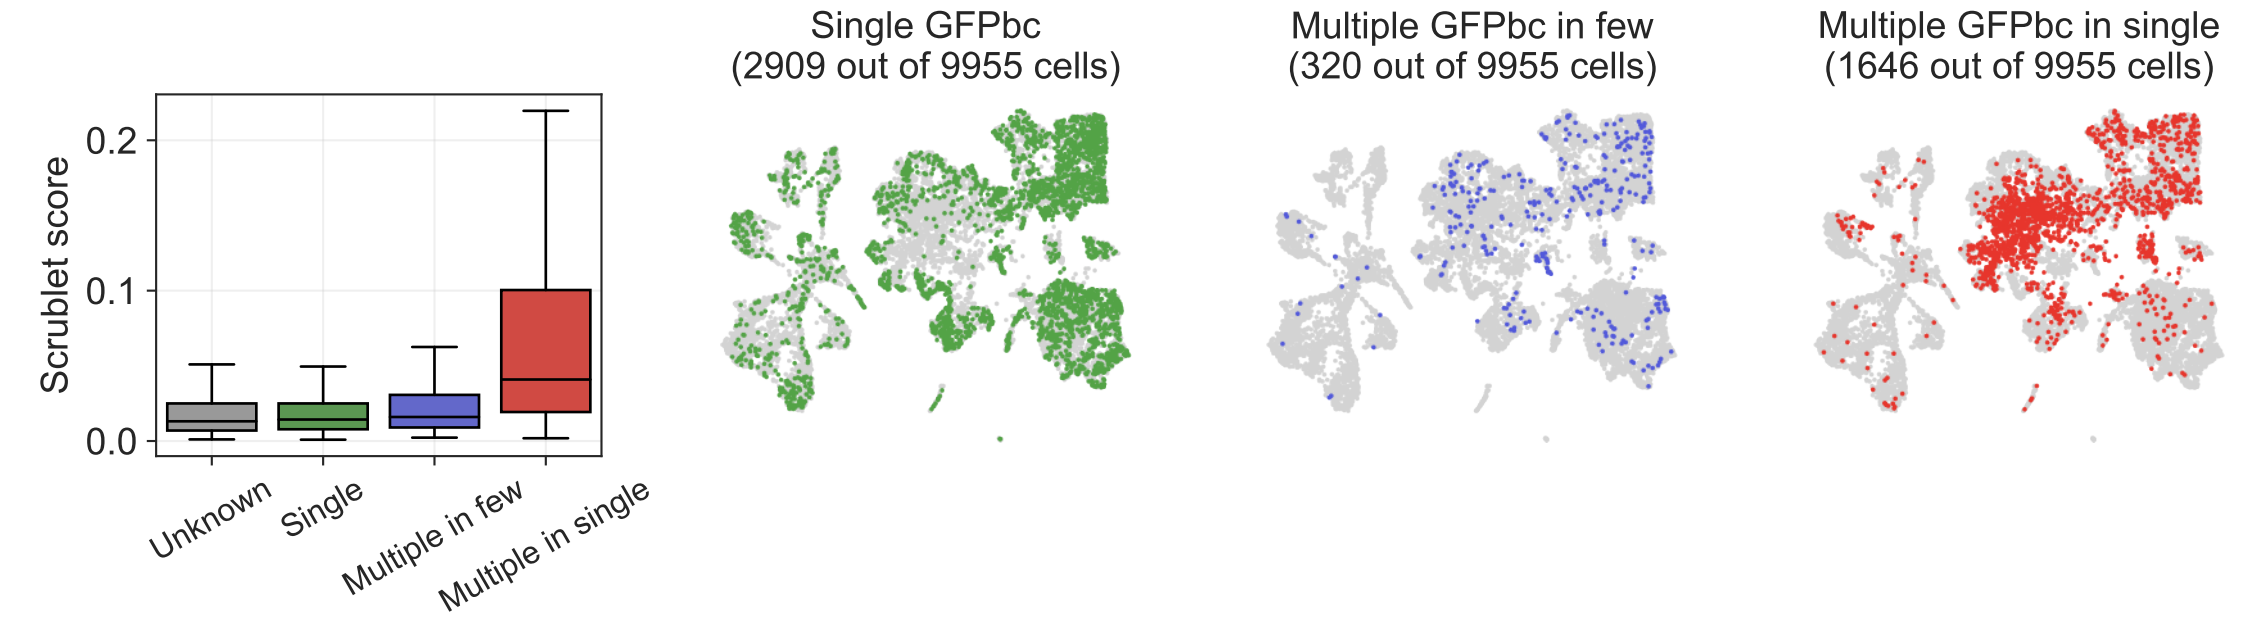 Scrublet score
0.2
0.1
0.0
Unknown
Single
Multiple in few
Multiple in single
Single GFPbc
(2909 out of 9955 cells)
Multiple GFPbc in few
(320 out of 9955 cells)
Multiple GFPbc in single
(1646 out of 9955 cells)